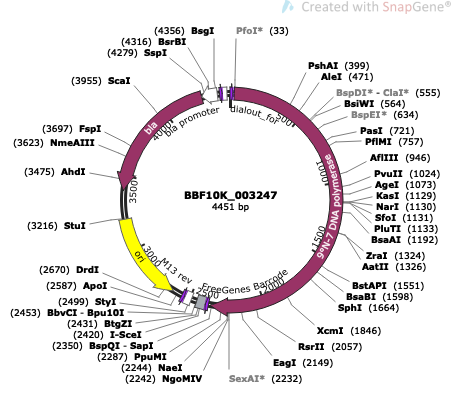 Created with SnapGene®
(4356) BsgI
PfoI* (33)
(4316) BsrBI
(4279) SspI
PshAI (399)
AleI (471)
(3955) ScaI
BspDI* - ClaI* (555)
BsiWI (564)
BspEI* (634)
bla promoter
dialout_for
bla
4000
500
PasI (721)
PflMI (757)
(3697) FspI
(3623) NmeAIII
AflIII (946)
1000
(3475) AhdI
PvuII (1024)
AgeI (1073)
KasI (1129)
NarI (1130)
SfoI (1131)
PluTI (1133)
BsaAI (1192)
3500
BBF10K_003247
4451 bp
9°N-7 DNA polymerase
(3216) StuI
1500
ZraI (1324)
AatII (1326)
3000
ori
M13 rev
FreeGenes Barcode
2500
2000
(2670) DrdI
BstAPI (1551)
(2587) ApoI
BsaBI (1598)
(2499) StyI
SphI (1664)
(2453) BbvCI - Bpu10I
(2431) BtgZI
XcmI (1846)
(2420) I-SceI
RsrII (2057)
(2350) BspQI - SapI
(2287) PpuMI
EagI (2149)
(2244) NaeI
(2242) NgoMIV
SexAI* (2232)